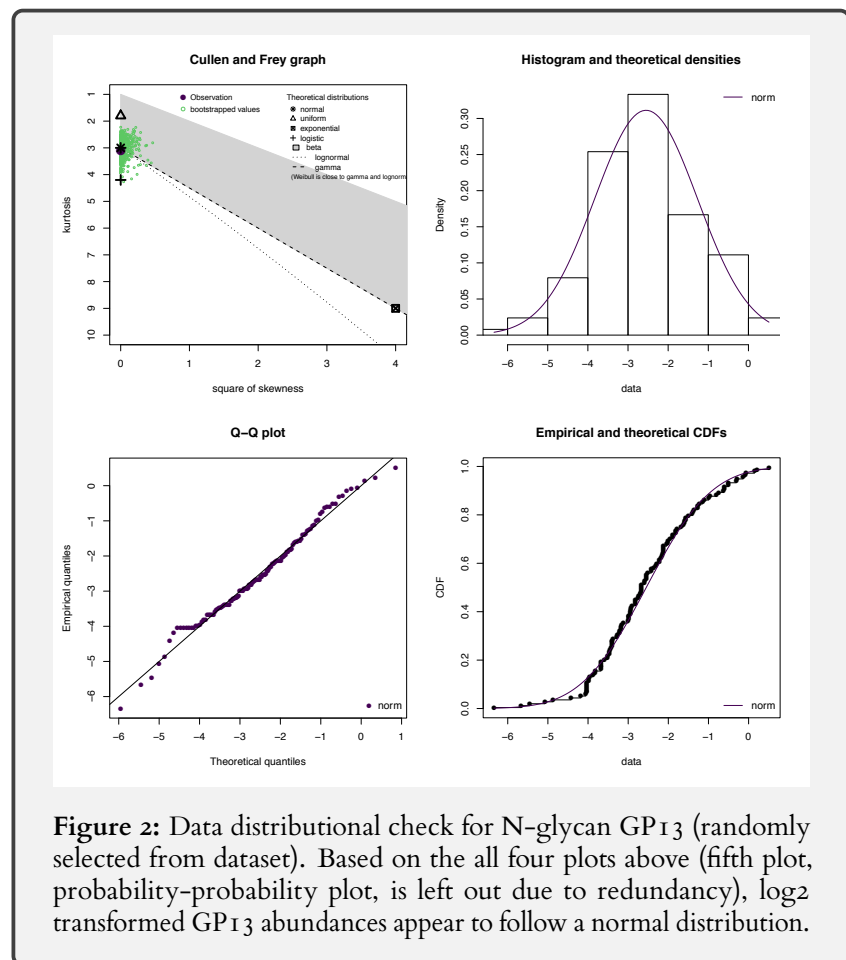 Cullen and Frey graph
Observation
bootstrapped values
Theoretical distributions
normal
uniform
exponential
logistic
beta
lognormal
gamma
(Weibull is close to gamma and lognorm
1
2
3
4
5
6
7
8
9
10
kurtosis
0
1
2
3
4
square of skewness
Histogram and theoretical densities
norm
0.30
0.25
0.20
0.15
0.10
0.05
0.00
Density
−6
−5
−4
−3
−2
−1
0
data
Q−Q plot
0
−1
−2
−3
−4
−5
−6
Empirical quantiles
norm
−6
−5
−4
−3
−2
−1
0
1
Theoretical quantiles
Empirical and theoretical CDFs
1.0
0.8
0.6
0.4
0.2
0.0
CDF
norm
−6
−5
−4
−3
−2
−1
0
data
Figure 2: Data distributional check for N-glycan GP13 (randomly
selected from dataset). Based on the all four plots above (fifth plot,
probability-probability plot, is left out due to redundancy), log2
transformed GP13 abundances appear to follow a normal distribution.